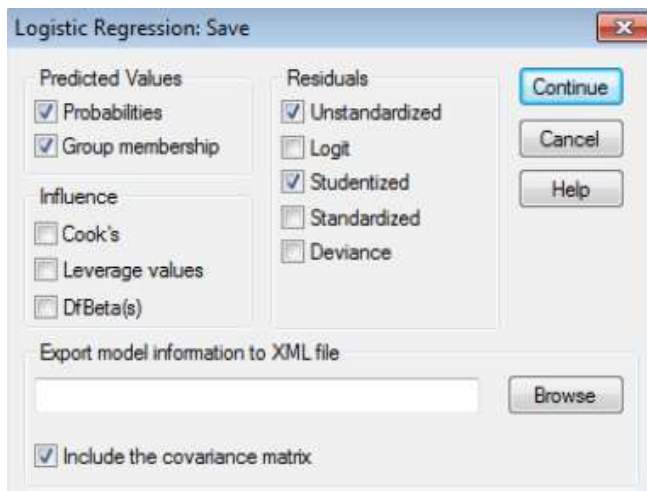 Logistic Regression: Save
Predicted Values
Probabilities
Group membership
Influence
Cook's
Leverage values
DfBeta(s)
Residuals
Unstandardized
Logit
Studentized
Standardized
Deviance
Continue
Cancel
Help
Export model information to XML file
Browse
Include the covariance matrix